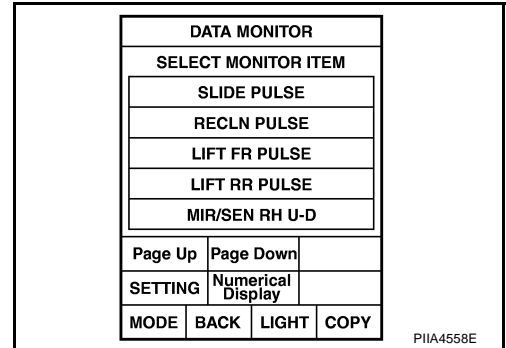 DATA MONITOR
SELECT MONITOR ITEM
SLIDE PULSE
RECLN PULSE
LIFT FR PULSE
LIFT RR PULSE
MIR/SEN RH U-D
Page Up Page Down
SETTING Numerical Display
MODE BACK LIGHT COPY
PIIA4558E